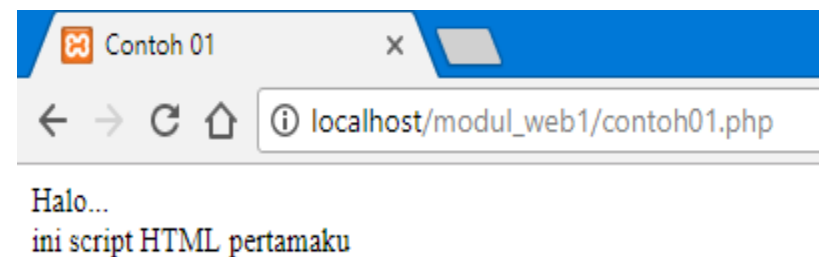 Contoh 01
localhost/modul_web1/contoh01.php
Halo...
ini script HTML pertamaku